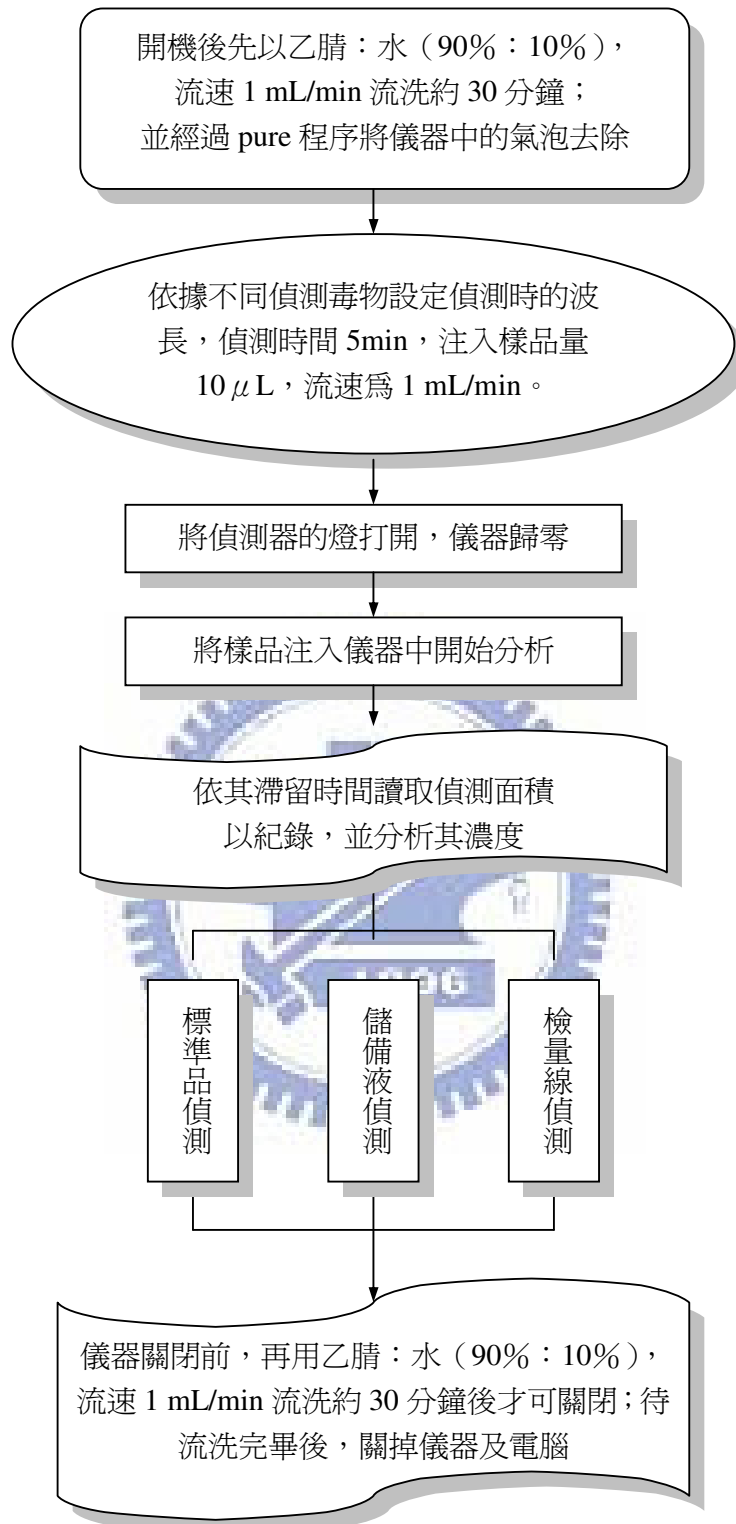 開機後先以乙腈：水（90%：10%），
流速 1 mL/min 流洗約 30 分鐘；
並經過 pure 程序將儀器中的氣泡去除
依據不同偵測毒物設定偵測時的波
長，偵測時間 5min，注入樣品量
10 μ L，流速為 1 mL/min。
將偵測器的燈打開，儀器歸零
將樣品注入儀器中開始分析
依其滯留時間讀取偵測面積
以紀錄，並分析其濃度
標準品偵測
儲備液偵測
檢量線偵測
儀器關閉前，再用乙腈：水（90%：10%），
流速 1 mL/min 流洗約 30 分鐘後才可關閉；待
流洗完畢後，關掉儀器及電腦